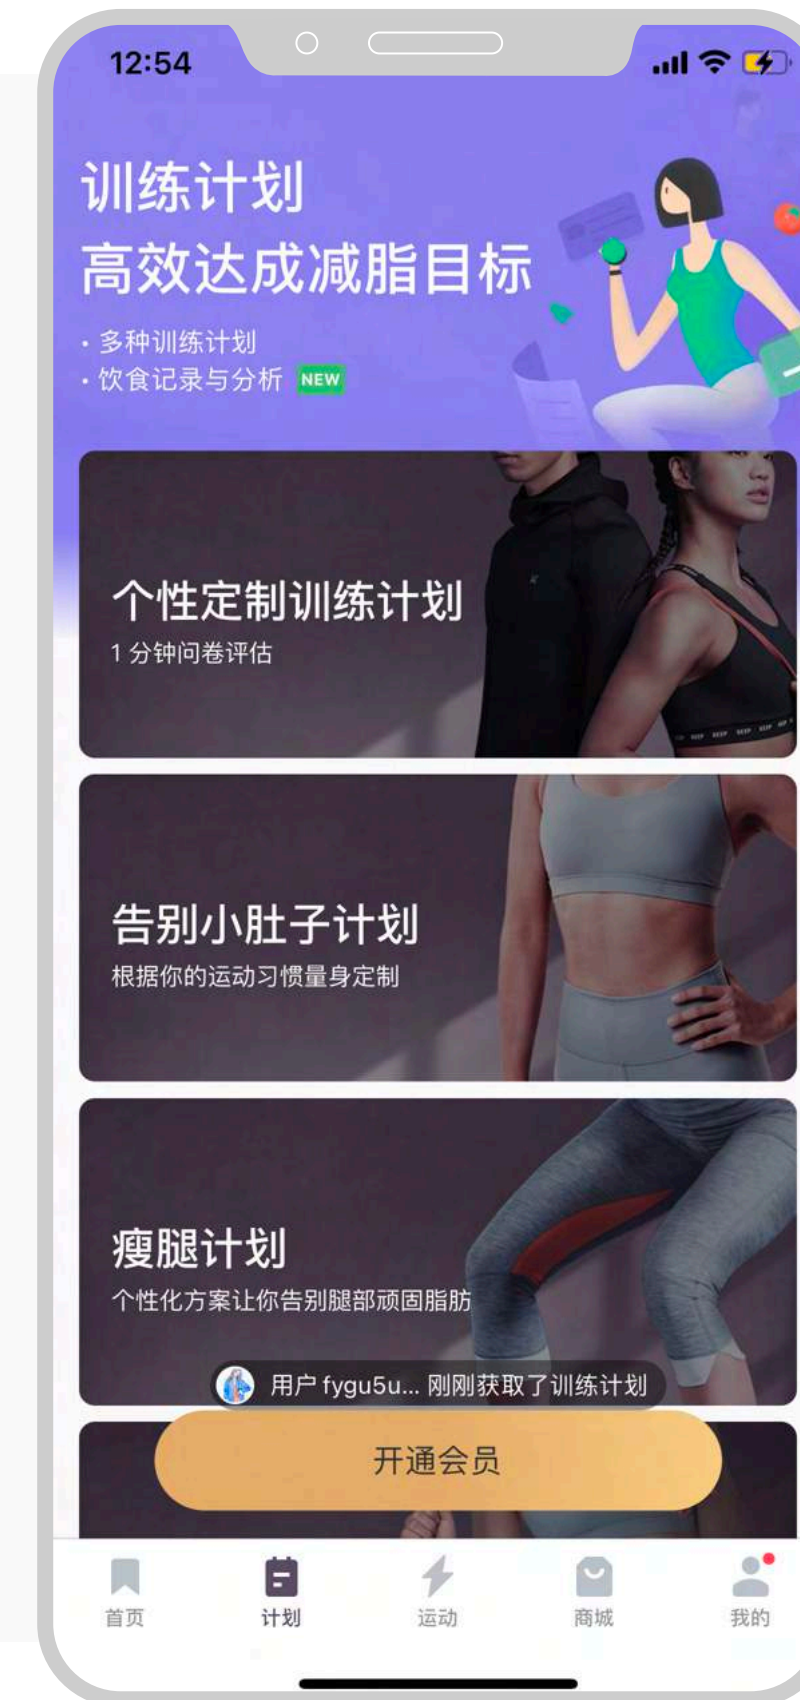 12:54
训练计划
高效达成减脂目标
· 多种训练计划
· 饮食记录与分析 NEW
个性定制训练计划
1 分钟问卷评估
告别小肚子计划
根据你的运动习惯量身定制
瘦腿计划
个性化方案让你告别腿部顽固脂肪
用户 fygu5u... 刚刚获取了训练计划
开通会员
首页 计划 运动 商城 我的